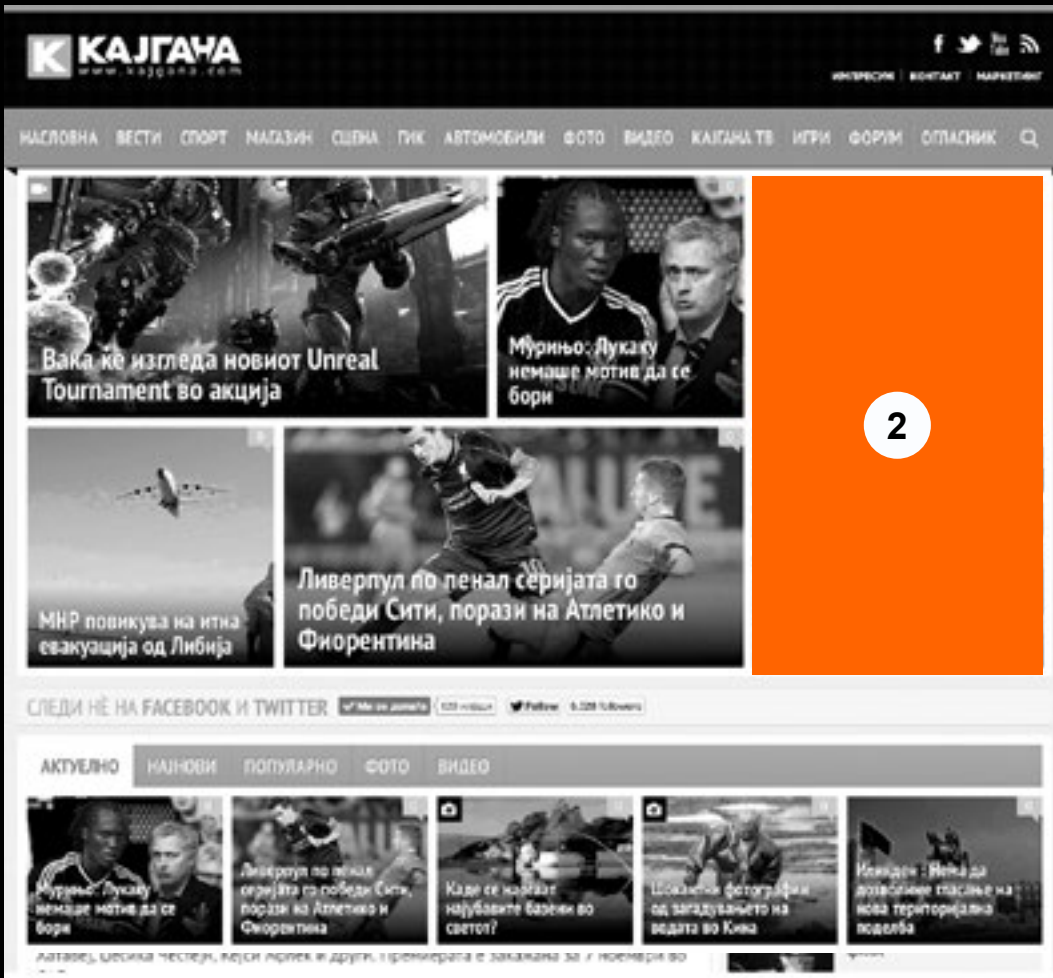 КАЈГАНА
www.kajgana.com
ИМПРЕСУМ КОНТАКТ МАРКЕТИНГ
НАСЛОВНА ВЕСТИ СПОРТ МАГАЗИН СЦЕНА ГИК АВТОМОБИЛИ ФОТО ВИДЕО КАЈГАНА ТВ ИГРИ ФОРУМ ОГЛАСНИК
Вака ќе изгледа новиот Unreal
Tournament во акција
Мурињо: Лукаку
немаше мотив да се
бори
2
МНР повикува на итна
евакуација од Либија
Ливерпул по пенал серијата го
победи Сити, порази на Атлетико и
Фиорентина
СЛЕДИ НÈ НА FACEBOOK И TWITTER Follow
АКТУЕЛНО НАЈНОВИ ПОПУЛАРНО ФОТО ВИДЕО
Мурињо: Лукаку
немаше мотив да се
бори
Ливерпул по пенал
серијата го победи Сити,
порази на Атлетико и
Фиорентина
Каде се наоѓаат
најубавите базени во
светот?
Шокантни фотографии
од загадувањето на
водата во Кина
Илинден: Нема да
дозволиме гласање на
нова територијална
поделба